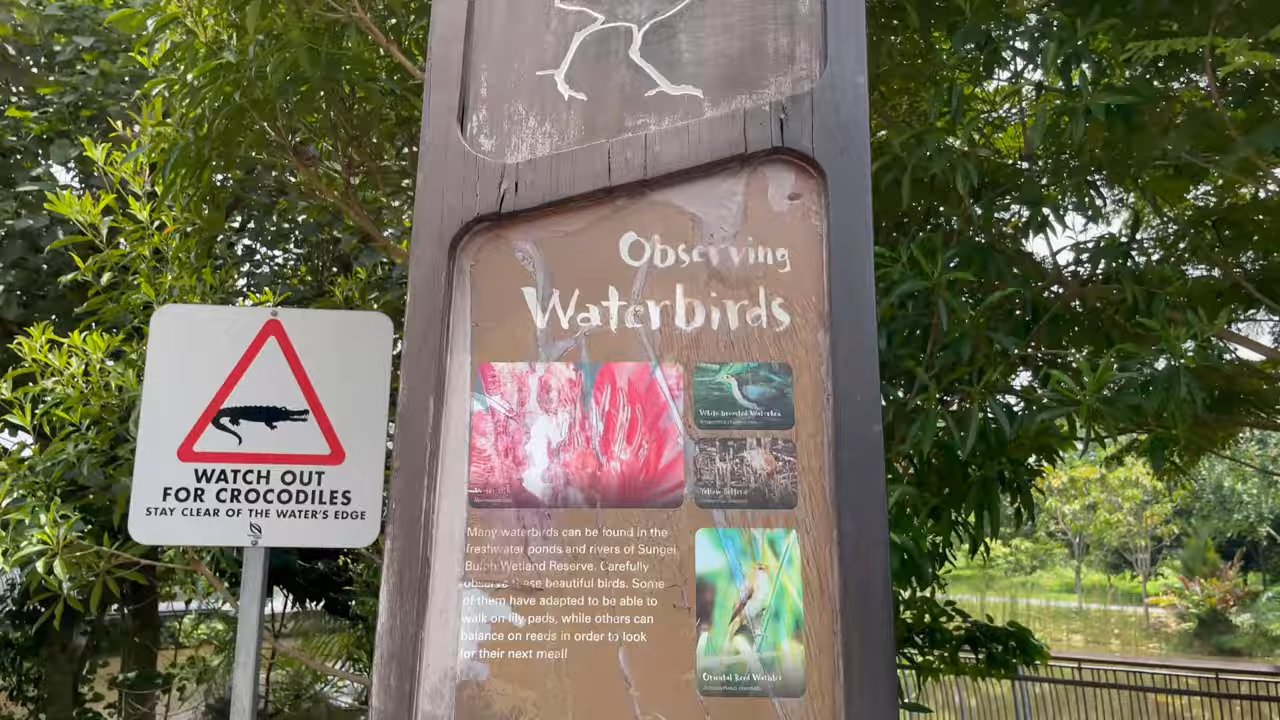 WATCH OUT
FOR CROCODILES
STAY CLEAR OF THE WATER'S EDGE
Observing
Waterbirds
White-breasted Waterhen
Yellow Bittern
Many waterbirds can be found in the
freshwater ponds and rivers of Sungei
Buloh Wetland Reserve. Carefully
observe these beautiful birds. Some
of them have adapted to be able to
walk on lily pads, while others can
balance on reeds in order to look
for their next meal!
Oriental Reed Warbler